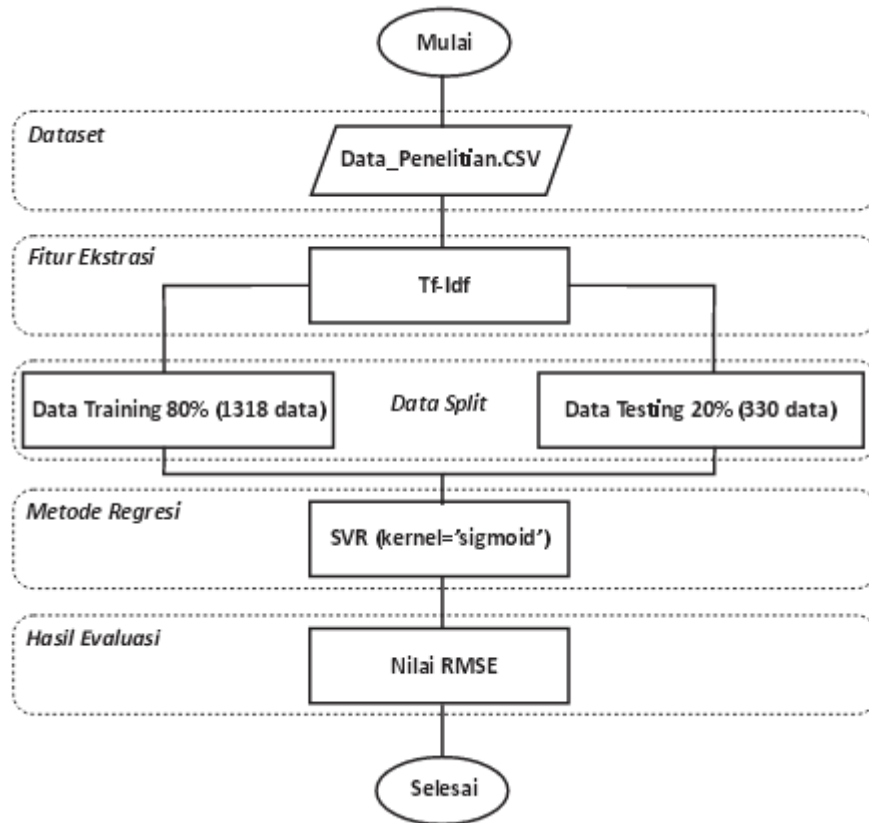 Mulai
Dataset
Data_Penelitian.CSV
Fitur Ekstrasi
Tf-Idf
Data Training 80% (1318 data)
Data Split
Data Testing 20% (330 data)
Metode Regresi
SVR (kernel=’sigmoid’)
Hasil Evaluasi
Nilai RMSE
Selesai